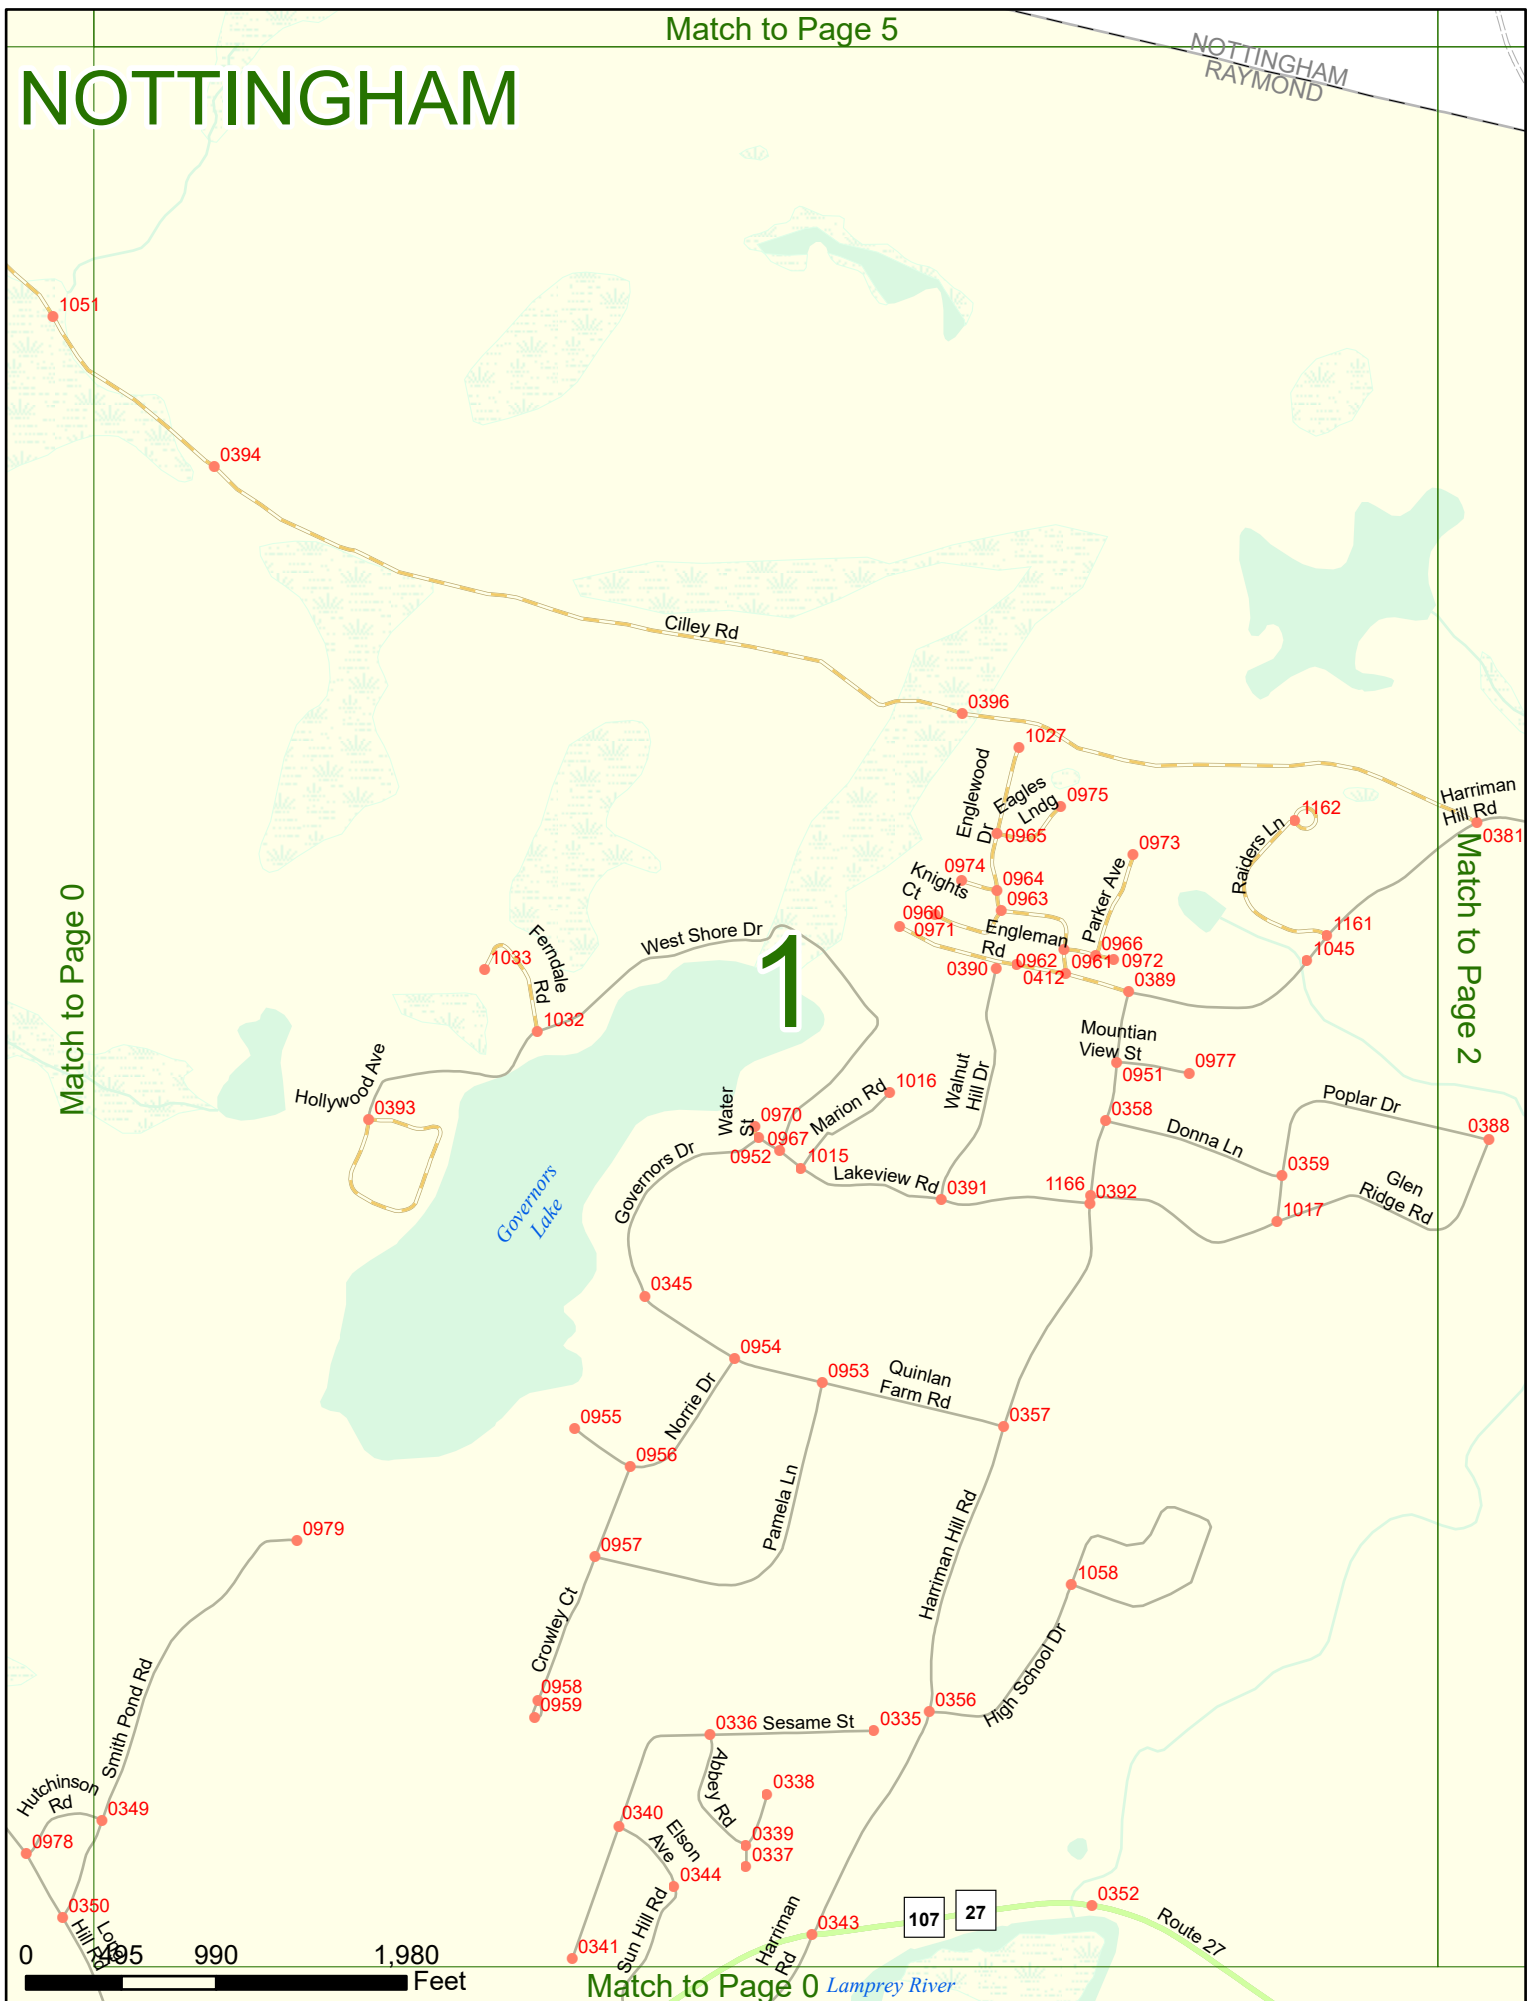 Match to Page 5
NOTTINGHAM
RAYMOND
NOTTINGHAM
1051
0394
Cilley Rd
0396
1027
Englewood
Dr
Eagles
Lndg
0975
0965
Harriman
Hill Rd
0381
1162
Raiders Ln
0973
Parker Ave
0974
Knights
Ct
0964
0963
0960
0971
Engleman
Rd
0966
0972
0961
0962
0412
0390
0389
1161
1045
Match to Page 0
Match to Page 2
1
West Shore Dr
Ferndale
Rd
1033
1032
Hollywood Ave
0393
Mountian
View St
0951
0977
Walnut
Hill Dr
1016
Marion Rd
Water
St
0970
0967
0952
1015
Lakeview Rd
0391
0358
Donna Ln
Poplar Dr
0388
0359
Glen
Ridge Rd
1017
1166
0392
Governors Dr
Governors
Lake
0345
0954
0953
Quinlan
Farm Rd
0357
Norrie Dr
0955
0956
Pamela Ln
0979
0957
Harriman Hill Rd
1058
Crowley Ct
High School Dr
0958
0959
0356
0336
Sesame St
0335
Smith Pond Rd
Abbey Rd
0338
Hutchinson
Rd
0349
0340
Elson
Ave
0339
0337
0978
0344
0350
Long
Hill Rd
Sun Hill Rd
0341
Harriman
Rd
0343
107
27
0352
Route 27
0 495 990 1,980
Feet
Match to Page 0
Lamprey River